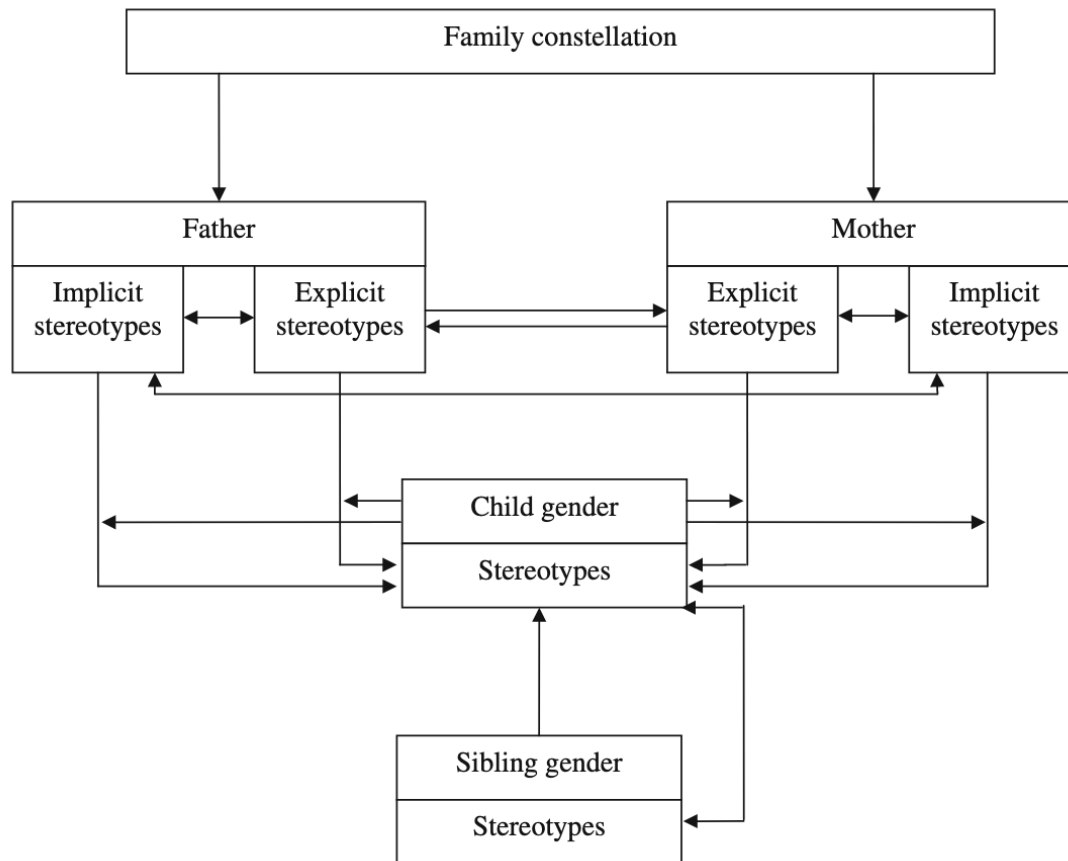 Family constellation
Father
Mother
Implicit
stereotypes
Explicit
stereotypes
Explicit
stereotypes
Implicit
stereotypes
Child gender
Stereotypes
Sibling gender
Stereotypes